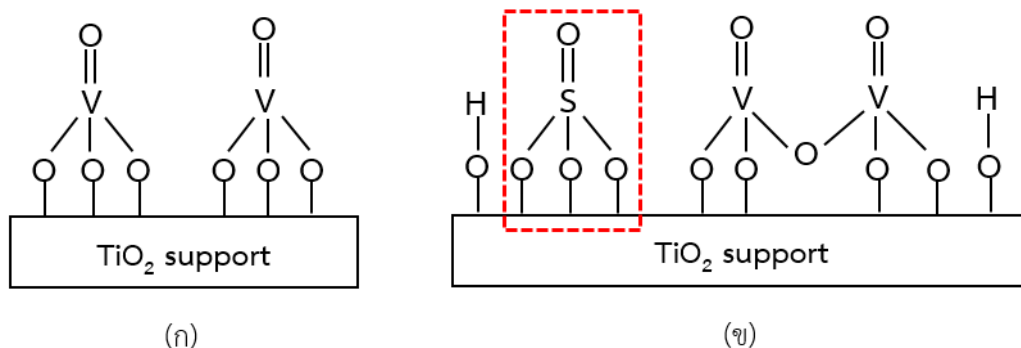 O O O O O
H S V V H
V V
O O O O O O O O O O O O O O O O
TiO₂ support TiO₂ support
(ก) (ข)